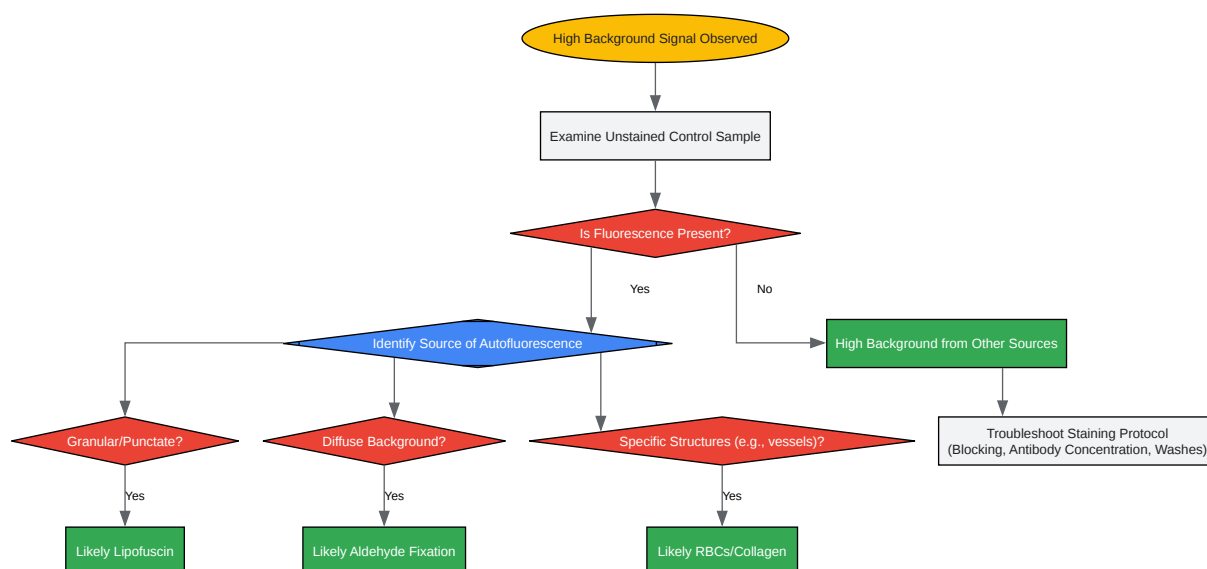 High Background Signal Observed
Examine Unstained Control Sample
Is Fluorescence Present?
Yes
No
Identify Source of Autofluorescence
High Background from Other Sources
Granular/Punctate?
Diffuse Background?
Specific Structures (e.g., vessels)?
Troubleshoot Staining Protocol
(Blocking, Antibody Concentration, Washes)
Yes
Yes
Yes
Likely Lipofuscin
Likely Aldehyde Fixation
Likely RBCs/Collagen